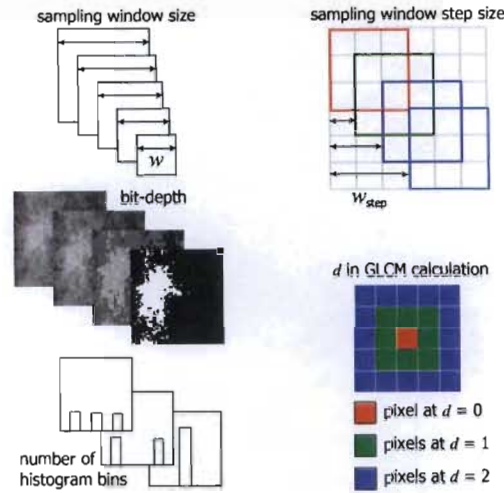 sampling window size
sampling window step size
w
w_step
bit-depth
d in GLCM calculation
pixel at d = 0
pixels at d = 1
pixels at d = 2
number of
histogram bins